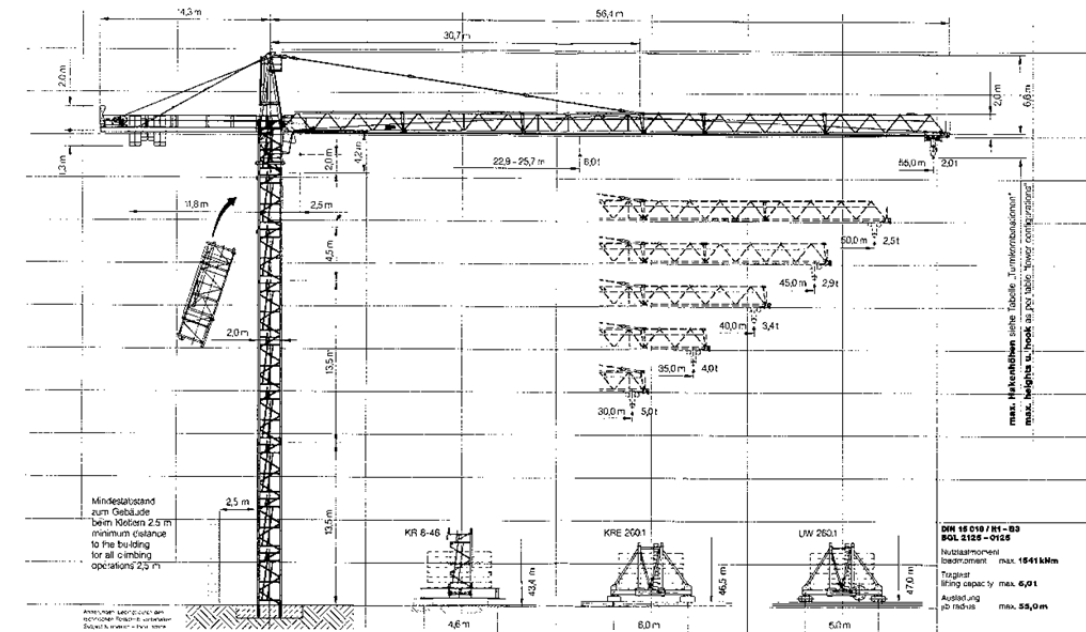 14,3 m
56,4 m
30,7 m
2,0 m
2,0 m
6,8 m
1,3 m
2,0 m
4,2 m
22,9 - 25,7 m
6,0 t
55,0 m
2,0 t
11,8 m
2,5 m
4,5 m
50,0 m
2,5 t
45,0 m
2,9 t
40,0 m
3,4 t
2,0 m
35,0 m
4,0 t
13,5 m
30,0 m
5,0 t
max. Hakenhöhen siehe Tabelle „Turmkombinationen"
max. heights u. hook as per table "tower configurations"
Mindestabstand
zum Gebäude
beim Klettern 2,5 m
minimum distance
to the building
for all climbing
operations 2,5 m
2,5 m
13,5 m
KR 8-46
43,4 m
4,6 m
KRE 260.1
46,5 m
6,0 m
UW 260.1
47,0 m
5,0 m
DIN 15 018 / H1 - B3
BGL 2125 - 0125
Nutzlastmoment
loadmoment max. 1541 kNm
Traglast
lifting capacity max. 6,0 t
Ausladung
jib radius max. 55,0 m